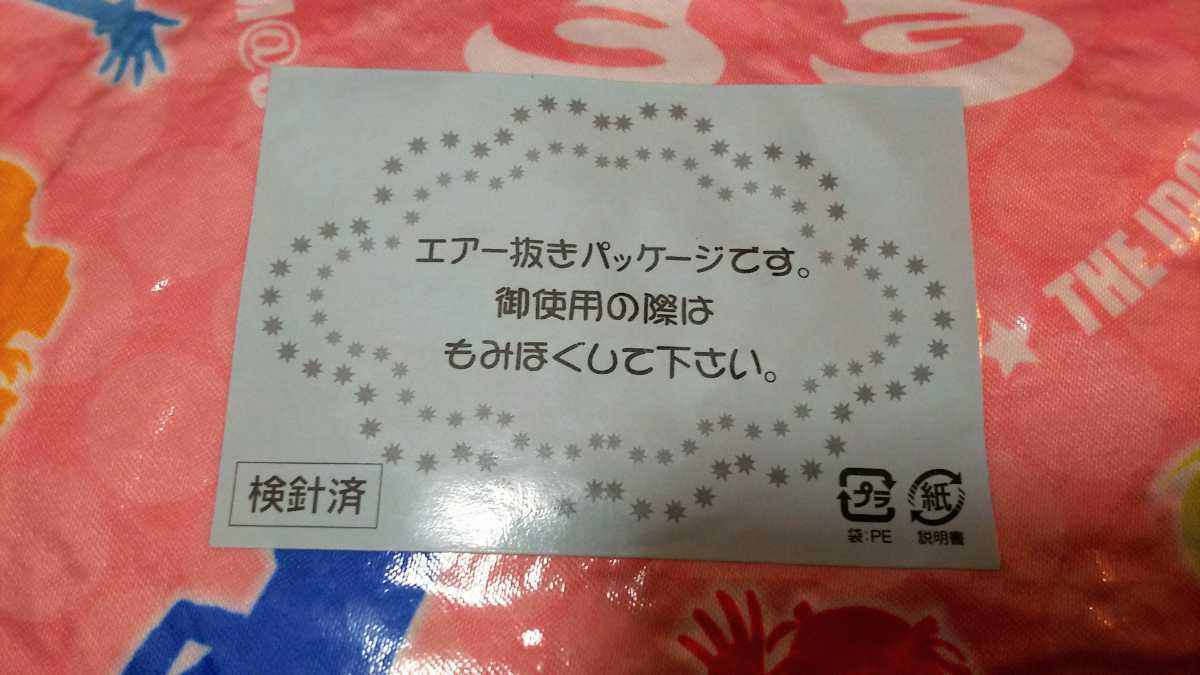 M@S
THE IDO
エアー抜きパッケージです。
御使用の際は
もみほぐして下さい。
検針済
プラ
袋:PE
紙
説明書